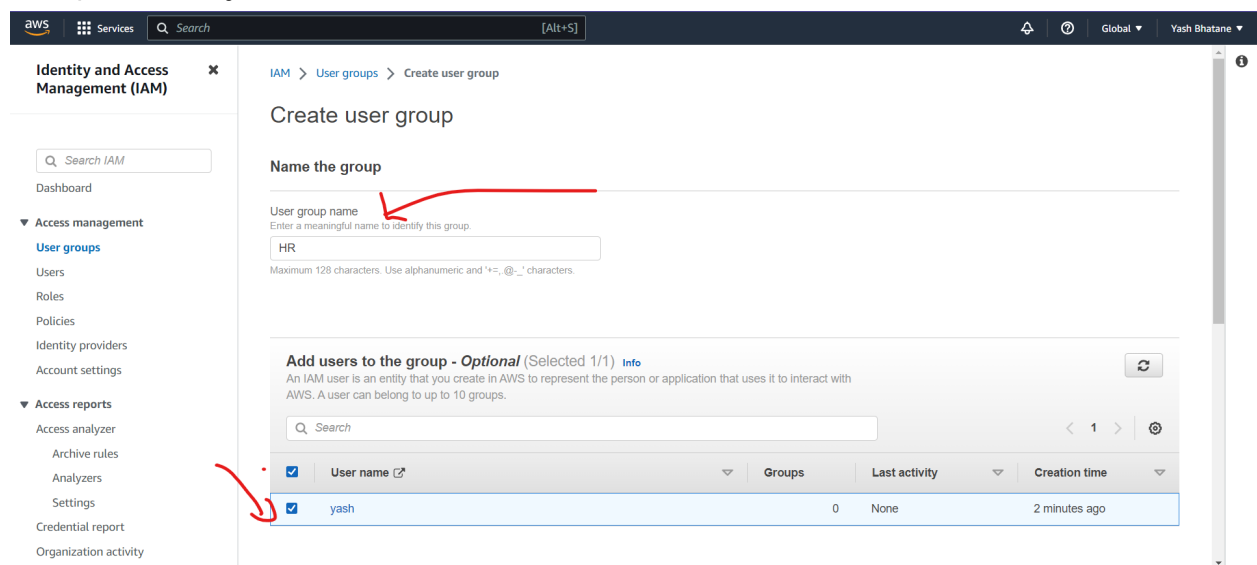 aws
Services
Search
[Alt+S]
Global
Yash Bhatane
Identity and Access
Management (IAM)
Search IAM
Dashboard
Access management
User groups
Users
Roles
Policies
Identity providers
Account settings
Access reports
Access analyzer
Archive rules
Analyzers
Settings
Credential report
Organization activity
IAM > User groups > Create user group
Create user group
Name the group
User group name
Enter a meaningful name to identify this group.
HR
Maximum 128 characters. Use alphanumeric and '+=,.@-_' characters.
Add users to the group - Optional (Selected 1/1) Info
An IAM user is an entity that you create in AWS to represent the person or application that uses it to interact with
AWS. A user can belong to up to 10 groups.
Search
1
User name Groups Last activity Creation time
yash 0 None 2 minutes ago